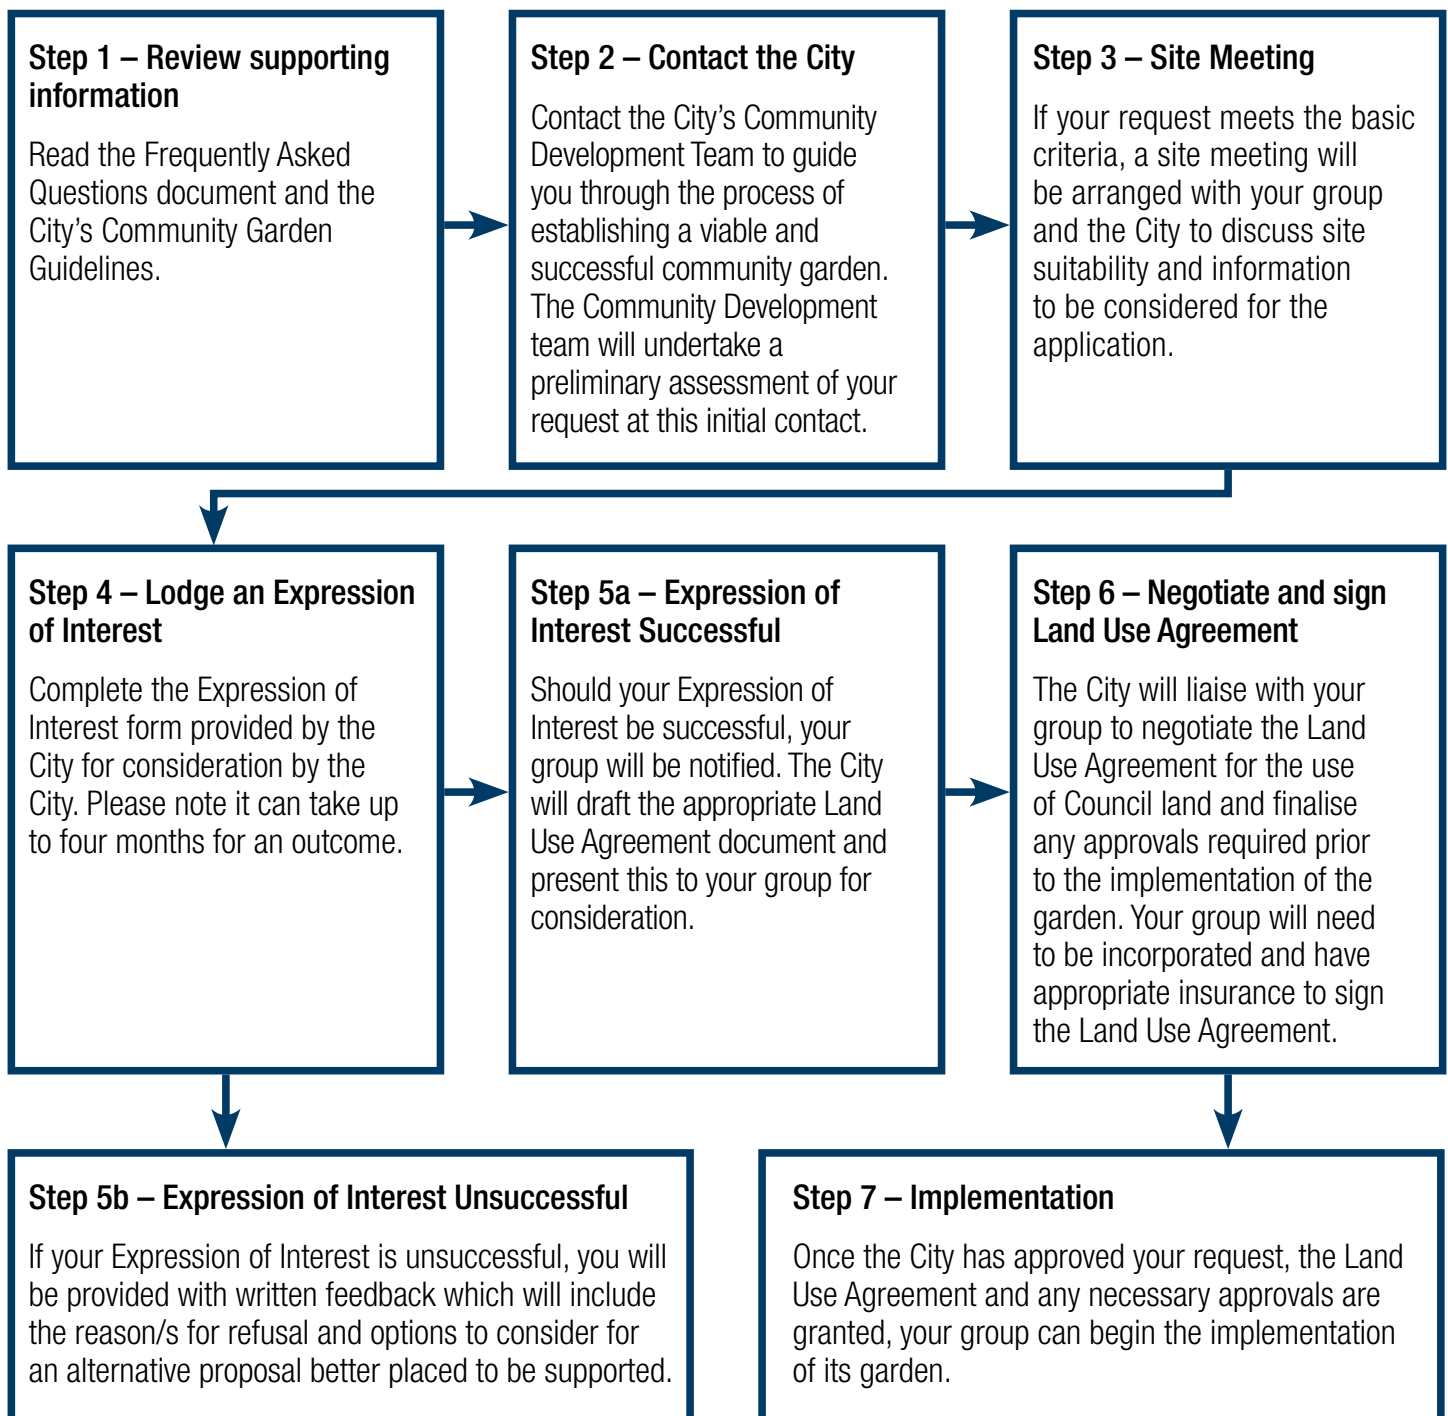 Step 1 – Review supporting
information
Read the Frequently Asked
Questions document and the
City’s Community Garden
Guidelines.
Step 2 – Contact the City
Contact the City’s Community
Development Team to guide
you through the process of
establishing a viable and
successful community garden.
The Community Development
team will undertake a
preliminary assessment of your
request at this initial contact.
Step 3 – Site Meeting
If your request meets the basic
criteria, a site meeting will
be arranged with your group
and the City to discuss site
suitability and information
to be considered for the
application.
Step 4 – Lodge an Expression
of Interest
Complete the Expression of
Interest form provided by the
City for consideration by the
City. Please note it can take up
to four months for an outcome.
Step 5a – Expression of
Interest Successful
Should your Expression of
Interest be successful, your
group will be notified. The City
will draft the appropriate Land
Use Agreement document and
present this to your group for
consideration.
Step 6 – Negotiate and sign
Land Use Agreement
The City will liaise with your
group to negotiate the Land
Use Agreement for the use
of Council land and finalise
any approvals required prior
to the implementation of the
garden. Your group will need
to be incorporated and have
appropriate insurance to sign
the Land Use Agreement.
Step 5b – Expression of Interest Unsuccessful
If your Expression of Interest is unsuccessful, you will
be provided with written feedback which will include
the reason/s for refusal and options to consider for
an alternative proposal better placed to be supported.
Step 7 – Implementation
Once the City has approved your request, the Land
Use Agreement and any necessary approvals are
granted, your group can begin the implementation
of its garden.